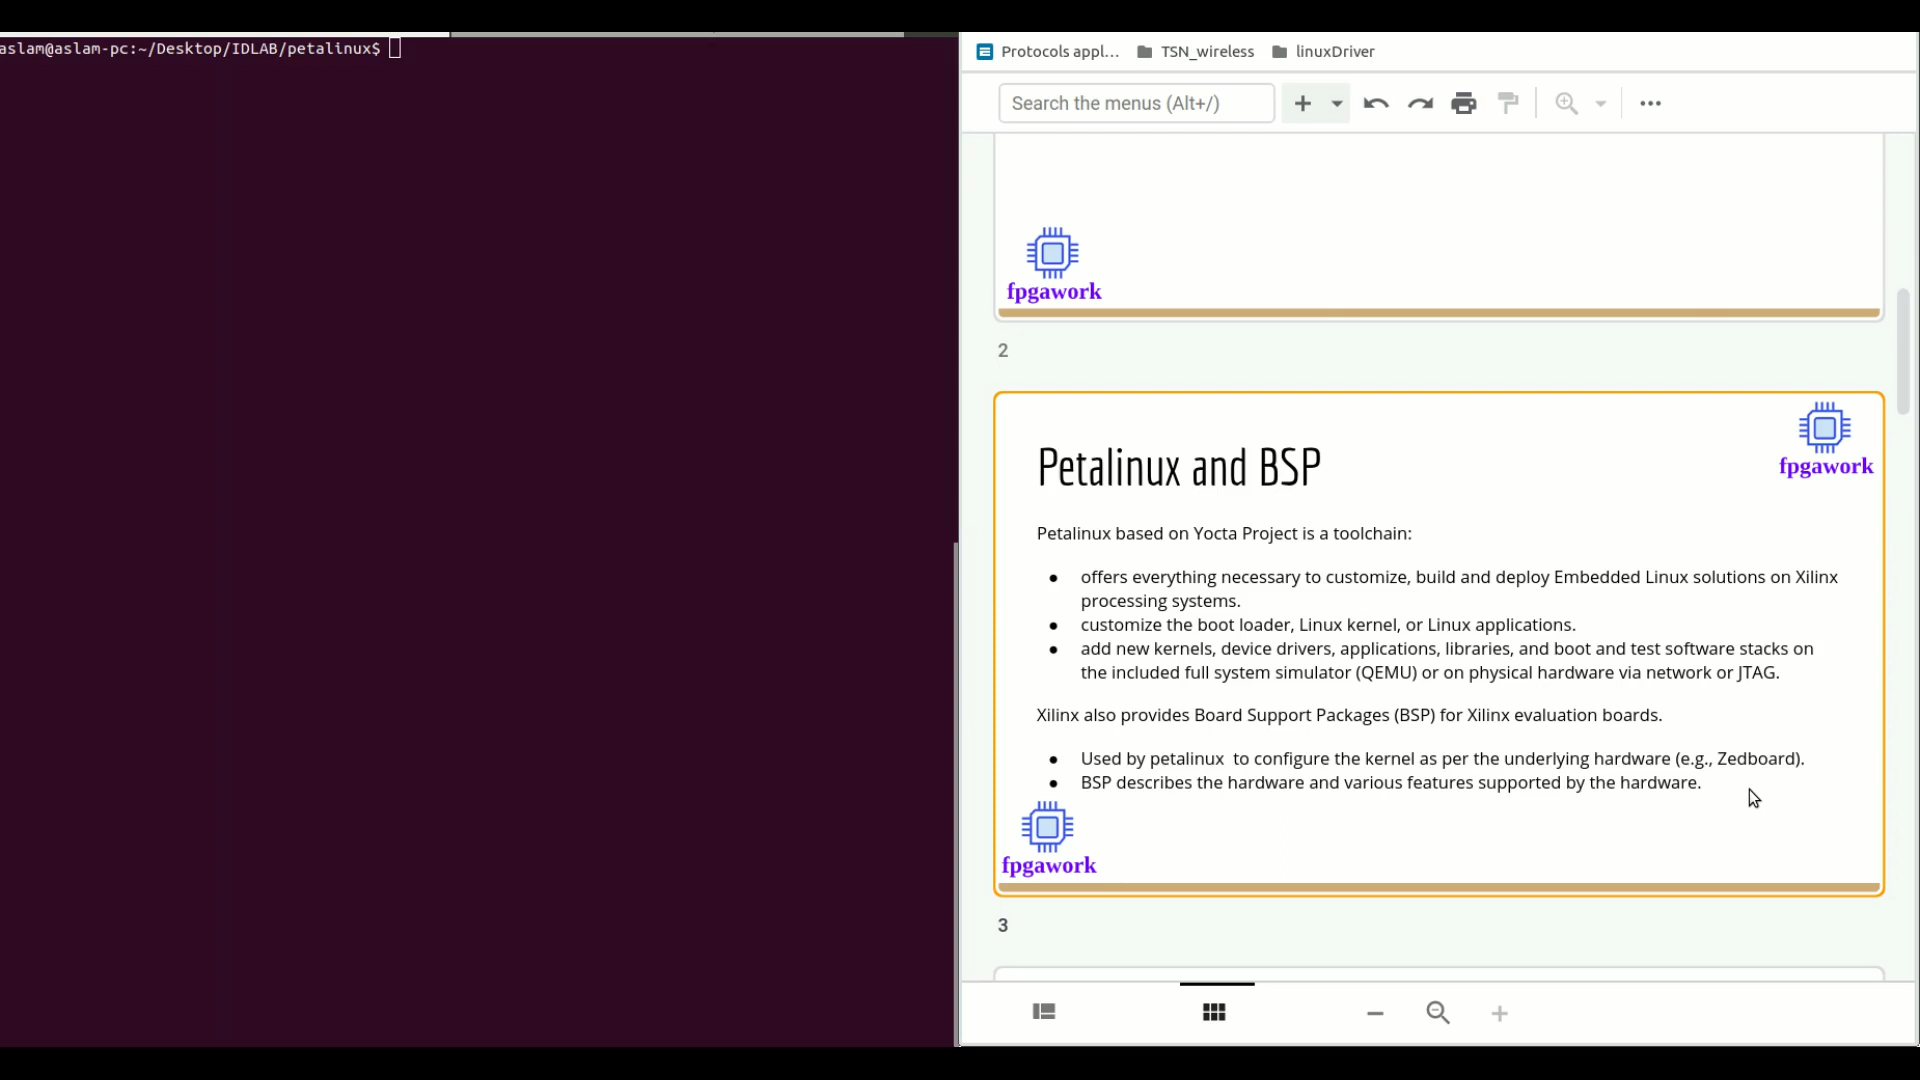 aslam@aslam-pc:~/Desktop/IDLAB/petalinux$
Protocols appl... TSN_wireless linuxDriver
Search the menus (Alt+/)
fpgawork
2
fpgawork
Petalinux and BSP
Petalinux based on Yocta Project is a toolchain:
● offers everything necessary to customize, build and deploy Embedded Linux solutions on Xilinx
processing systems.
● customize the boot loader, Linux kernel, or Linux applications.
● add new kernels, device drivers, applications, libraries, and boot and test software stacks on
the included full system simulator (QEMU) or on physical hardware via network or JTAG.
Xilinx also provides Board Support Packages (BSP) for Xilinx evaluation boards.
● Used by petalinux to configure the kernel as per the underlying hardware (e.g., Zedboard).
● BSP describes the hardware and various features supported by the hardware.
fpgawork
3